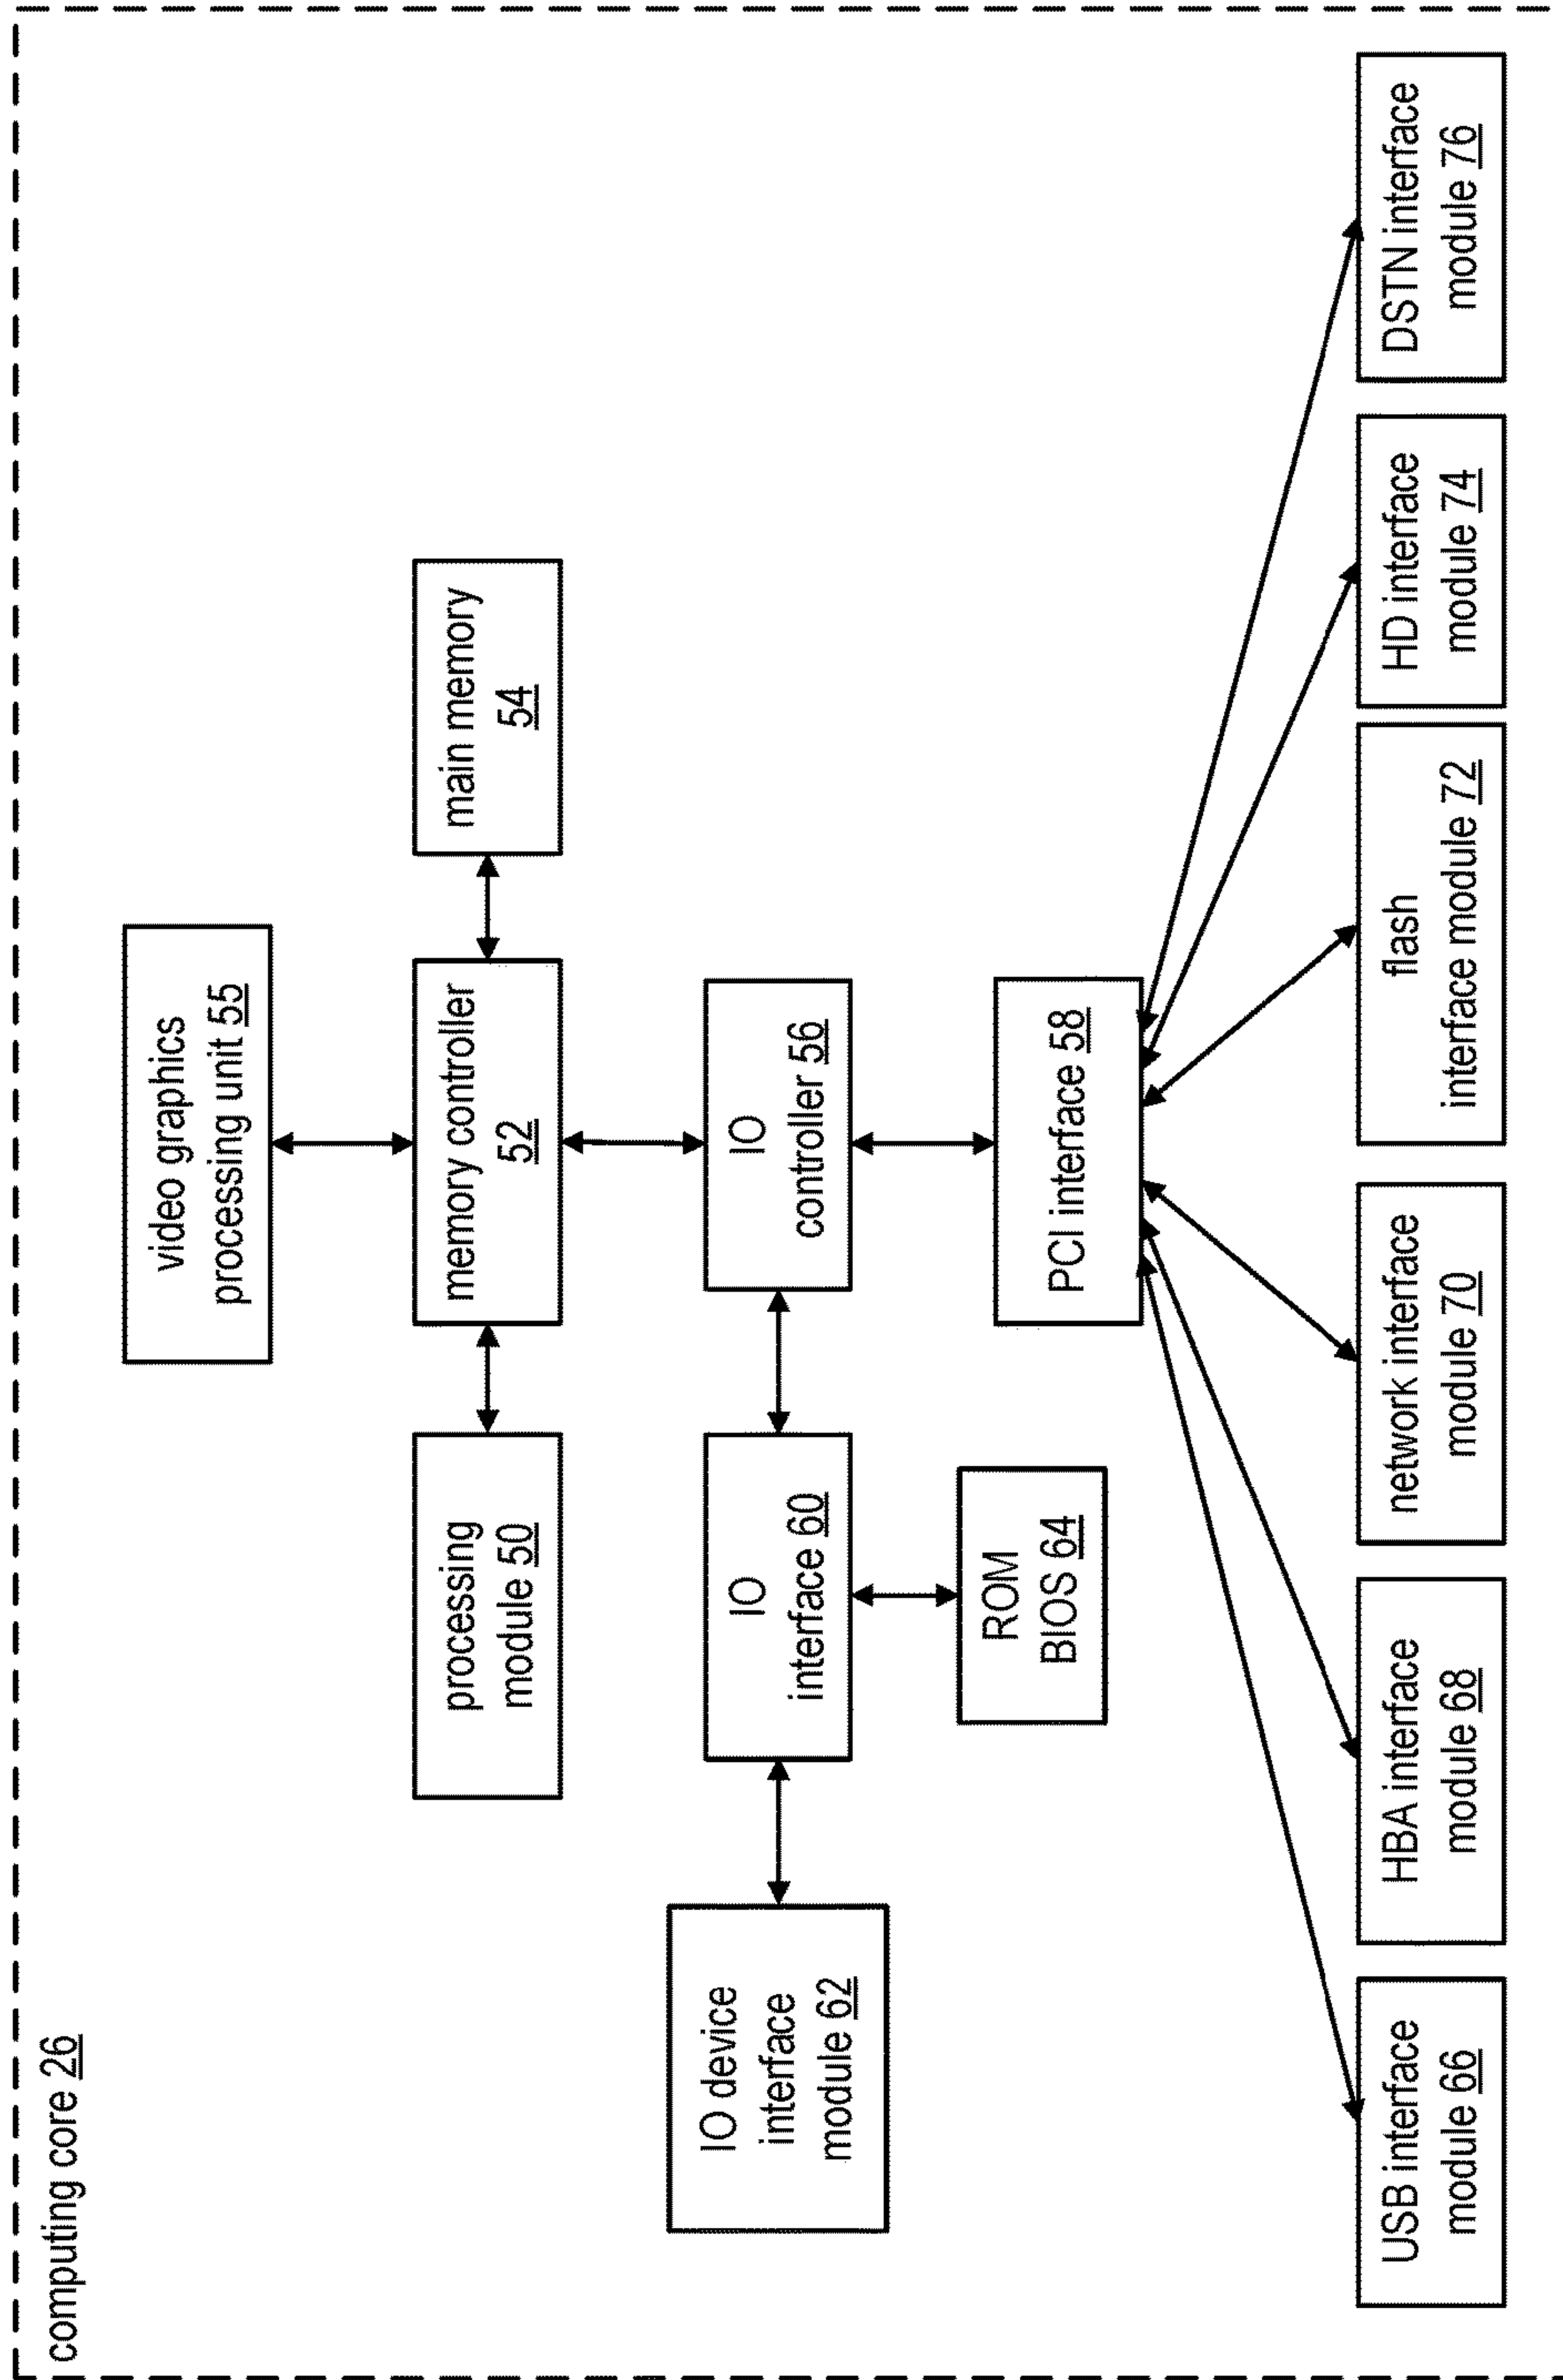 computing core 26
video graphics
processing unit 55
processing
module 50
memory controller
52
main memory
54
IO device
interface
module 62
IO
interface 60
IO
controller 56
ROM
BIOS 64
PCI interface 58
USB interface
module 66
HBA interface
module 68
network interface
module 70
flash
interface module 72
HD interface
module 74
DSTN interface
module 76